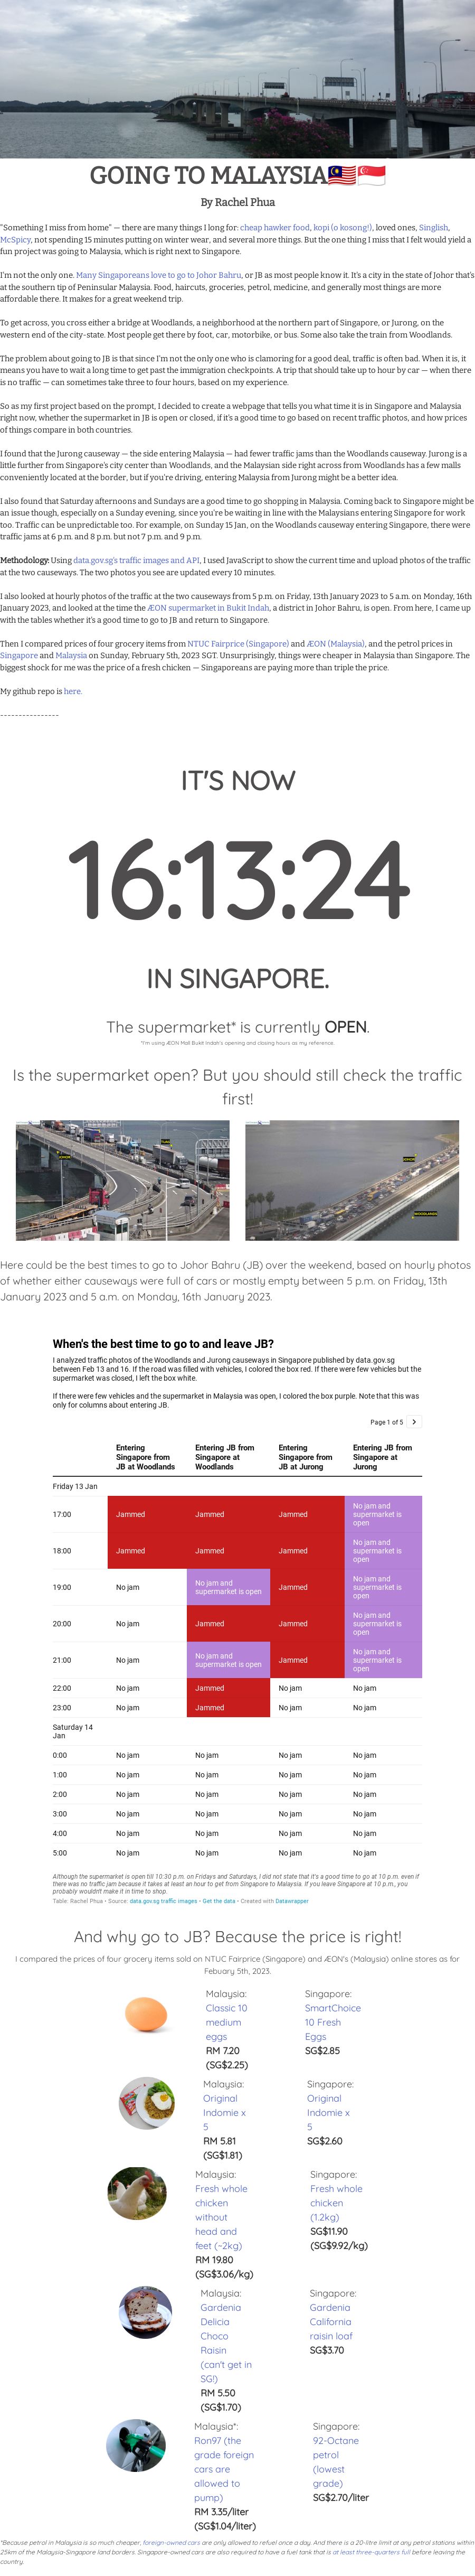 GOING TO MALAYSIA🇲🇾🇸🇬
By Rachel Phua
"Something I miss from home" — there are many things I long for: cheap hawker food, kopi (o kosong!), loved ones, Singlish,
McSpicy, not spending 15 minutes putting on winter wear, and several more things. But the one thing I miss that I felt would yield a
fun project was going to Malaysia, which is right next to Singapore.
I'm not the only one. Many Singaporeans love to go to Johor Bahru, or JB as most people know it. It's a city in the state of Johor that's
at the southern tip of Peninsular Malaysia. Food, haircuts, groceries, petrol, medicine, and generally most things are more
affordable there. It makes for a great weekend trip.
To get across, you cross either a bridge at Woodlands, a neighborhood at the northern part of Singapore, or Jurong, on the
western end of the city-state. Most people get there by foot, car, motorbike, or bus. Some also take the train from Woodlands.
The problem about going to JB is that since I'm not the only one who is clamoring for a good deal, traffic is often bad. When it is, it
means you have to wait a long time to get past the immigration checkpoints. A trip that should take up to hour by car — when there
is no traffic — can sometimes take three to four hours, based on my experience.
So as my first project based on the prompt, I decided to create a webpage that tells you what time it is in Singapore and Malaysia
right now, whether the supermarket in JB is open or closed, if it's a good time to go based on recent traffic photos, and how prices
of things compare in both countries.
I found that the Jurong causeway — the side entering Malaysia — had fewer traffic jams than the Woodlands causeway. Jurong is a
little further from Singapore's city center than Woodlands, and the Malaysian side right across from Woodlands has a few malls
conveniently located at the border, but if you're driving, entering Malaysia from Jurong might be a better idea.
I also found that Saturday afternoons and Sundays are a good time to go shopping in Malaysia. Coming back to Singapore might be
an issue though, especially on a Sunday evening, since you're be waiting in line with the Malaysians entering Singapore for work
too. Traffic can be unpredictable too. For example, on Sunday 15 Jan, on the Woodlands causeway entering Singapore, there were
traffic jams at 6 p.m. and 8 p.m. but not 7 p.m. and 9 p.m.
Methodology: Using data.gov.sg's traffic images and API, I used JavaScript to show the current time and upload photos of the traffic
at the two causeways. The two photos you see are updated every 10 minutes.
I also looked at hourly photos of the traffic at the two causeways from 5 p.m. on Friday, 13th January 2023 to 5 a.m. on Monday, 16th
January 2023, and looked at the time the ÆON supermarket in Bukit Indah, a district in Johor Bahru, is open. From here, I came up
with the tables whether it's a good time to go to JB and return to Singapore.
Then I compared prices of four grocery items from NTUC Fairprice (Singapore) and ÆON (Malaysia), and the petrol prices in
Singapore and Malaysia on Sunday, February 5th, 2023 SGT. Unsurprisingly, things were cheaper in Malaysia than Singapore. The
biggest shock for me was the price of a fresh chicken — Singaporeans are paying more than triple the price.
My github repo is here.
----------------
IT'S NOW
16:13:24
IN SINGAPORE.
The supermarket* is currently OPEN.
*I'm using ÆON Mall Bukit Indah's opening and closing hours as my reference.
Is the supermarket open? But you should still check the traffic
first!
Here could be the best times to go to Johor Bahru (JB) over the weekend, based on hourly photos
of whether either causeways were full of cars or mostly empty between 5 p.m. on Friday, 13th
January 2023 and 5 a.m. on Monday, 16th January 2023.
When's the best time to go to and leave JB?
I analyzed traffic photos of the Woodlands and Jurong causeways in Singapore published by data.gov.sg
between Feb 13 and 16. If the road was filled with vehicles, I colored the box red. If there were few vehicles but the
supermarket was closed, I left the box white.
If there were few vehicles and the supermarket in Malaysia was open, I colored the box purple. Note that this was
only for columns about entering JB.
Page 1 of 5 >
Entering Singapore from JB at Woodlands
Entering JB from Singapore at Woodlands
Entering Singapore from JB at Jurong
Entering JB from Singapore at Jurong
Friday 13 Jan
17:00 Jammed Jammed Jammed No jam and supermarket is open
18:00 Jammed Jammed Jammed No jam and supermarket is open
19:00 No jam No jam and supermarket is open Jammed No jam and supermarket is open
20:00 No jam Jammed Jammed No jam and supermarket is open
21:00 No jam No jam and supermarket is open Jammed No jam and supermarket is open
22:00 No jam Jammed No jam No jam
23:00 No jam Jammed No jam No jam
Saturday 14
Jan
0:00 No jam No jam No jam No jam
1:00 No jam No jam No jam No jam
2:00 No jam No jam No jam No jam
3:00 No jam No jam No jam No jam
4:00 No jam No jam No jam No jam
5:00 No jam No jam No jam No jam
Although the supermarket is open till 10:30 p.m. on Fridays and Saturdays, I did not state that it's a good time to go at 10 p.m. even if
there was no traffic jam because it takes at least an hour to get from Singapore to Malaysia. If you leave Singapore at 10 p.m., you
probably wouldn't make it in time to shop.
Table: Rachel Phua • Source: data.gov.sg traffic images • Get the data • Created with Datawrapper
And why go to JB? Because the price is right!
I compared the prices of four grocery items sold on NTUC Fairprice (Singapore) and ÆON's (Malaysia) online stores as for
Febuary 5th, 2023.
Malaysia:
Classic 10
medium
eggs
RM 7.20
(SG$2.25)
Singapore:
SmartChoice
10 Fresh
Eggs
SG$2.85
Malaysia:
Original
Indomie x
5
RM 5.81
(SG$1.81)
Singapore:
Original
Indomie x
5
SG$2.60
Malaysia:
Fresh whole
chicken
without
head and
feet (~2kg)
RM 19.80
(SG$3.06/kg)
Singapore:
Fresh whole
chicken
(1.2kg)
SG$11.90
(SG$9.92/kg)
Malaysia:
Gardenia
Delicia
Choco
Raisin
(can't get in
SG!)
RM 5.50
(SG$1.70)
Singapore:
Gardenia
California
raisin loaf
SG$3.70
Malaysia*:
Ron97 (the
grade foreign
cars are
allowed to
pump)
RM 3.35/liter
(SG$1.04/liter)
Singapore:
92-Octane
petrol
(lowest
grade)
SG$2.70/liter
*Because petrol in Malaysia is so much cheaper, foreign-owned cars are only allowed to refuel once a day. And there is a 20-litre limit at any petrol stations within
25km of the Malaysia-Singapore land borders. Singapore-owned cars are also required to have a fuel tank that is at least three-quarters full before leaving the
country.